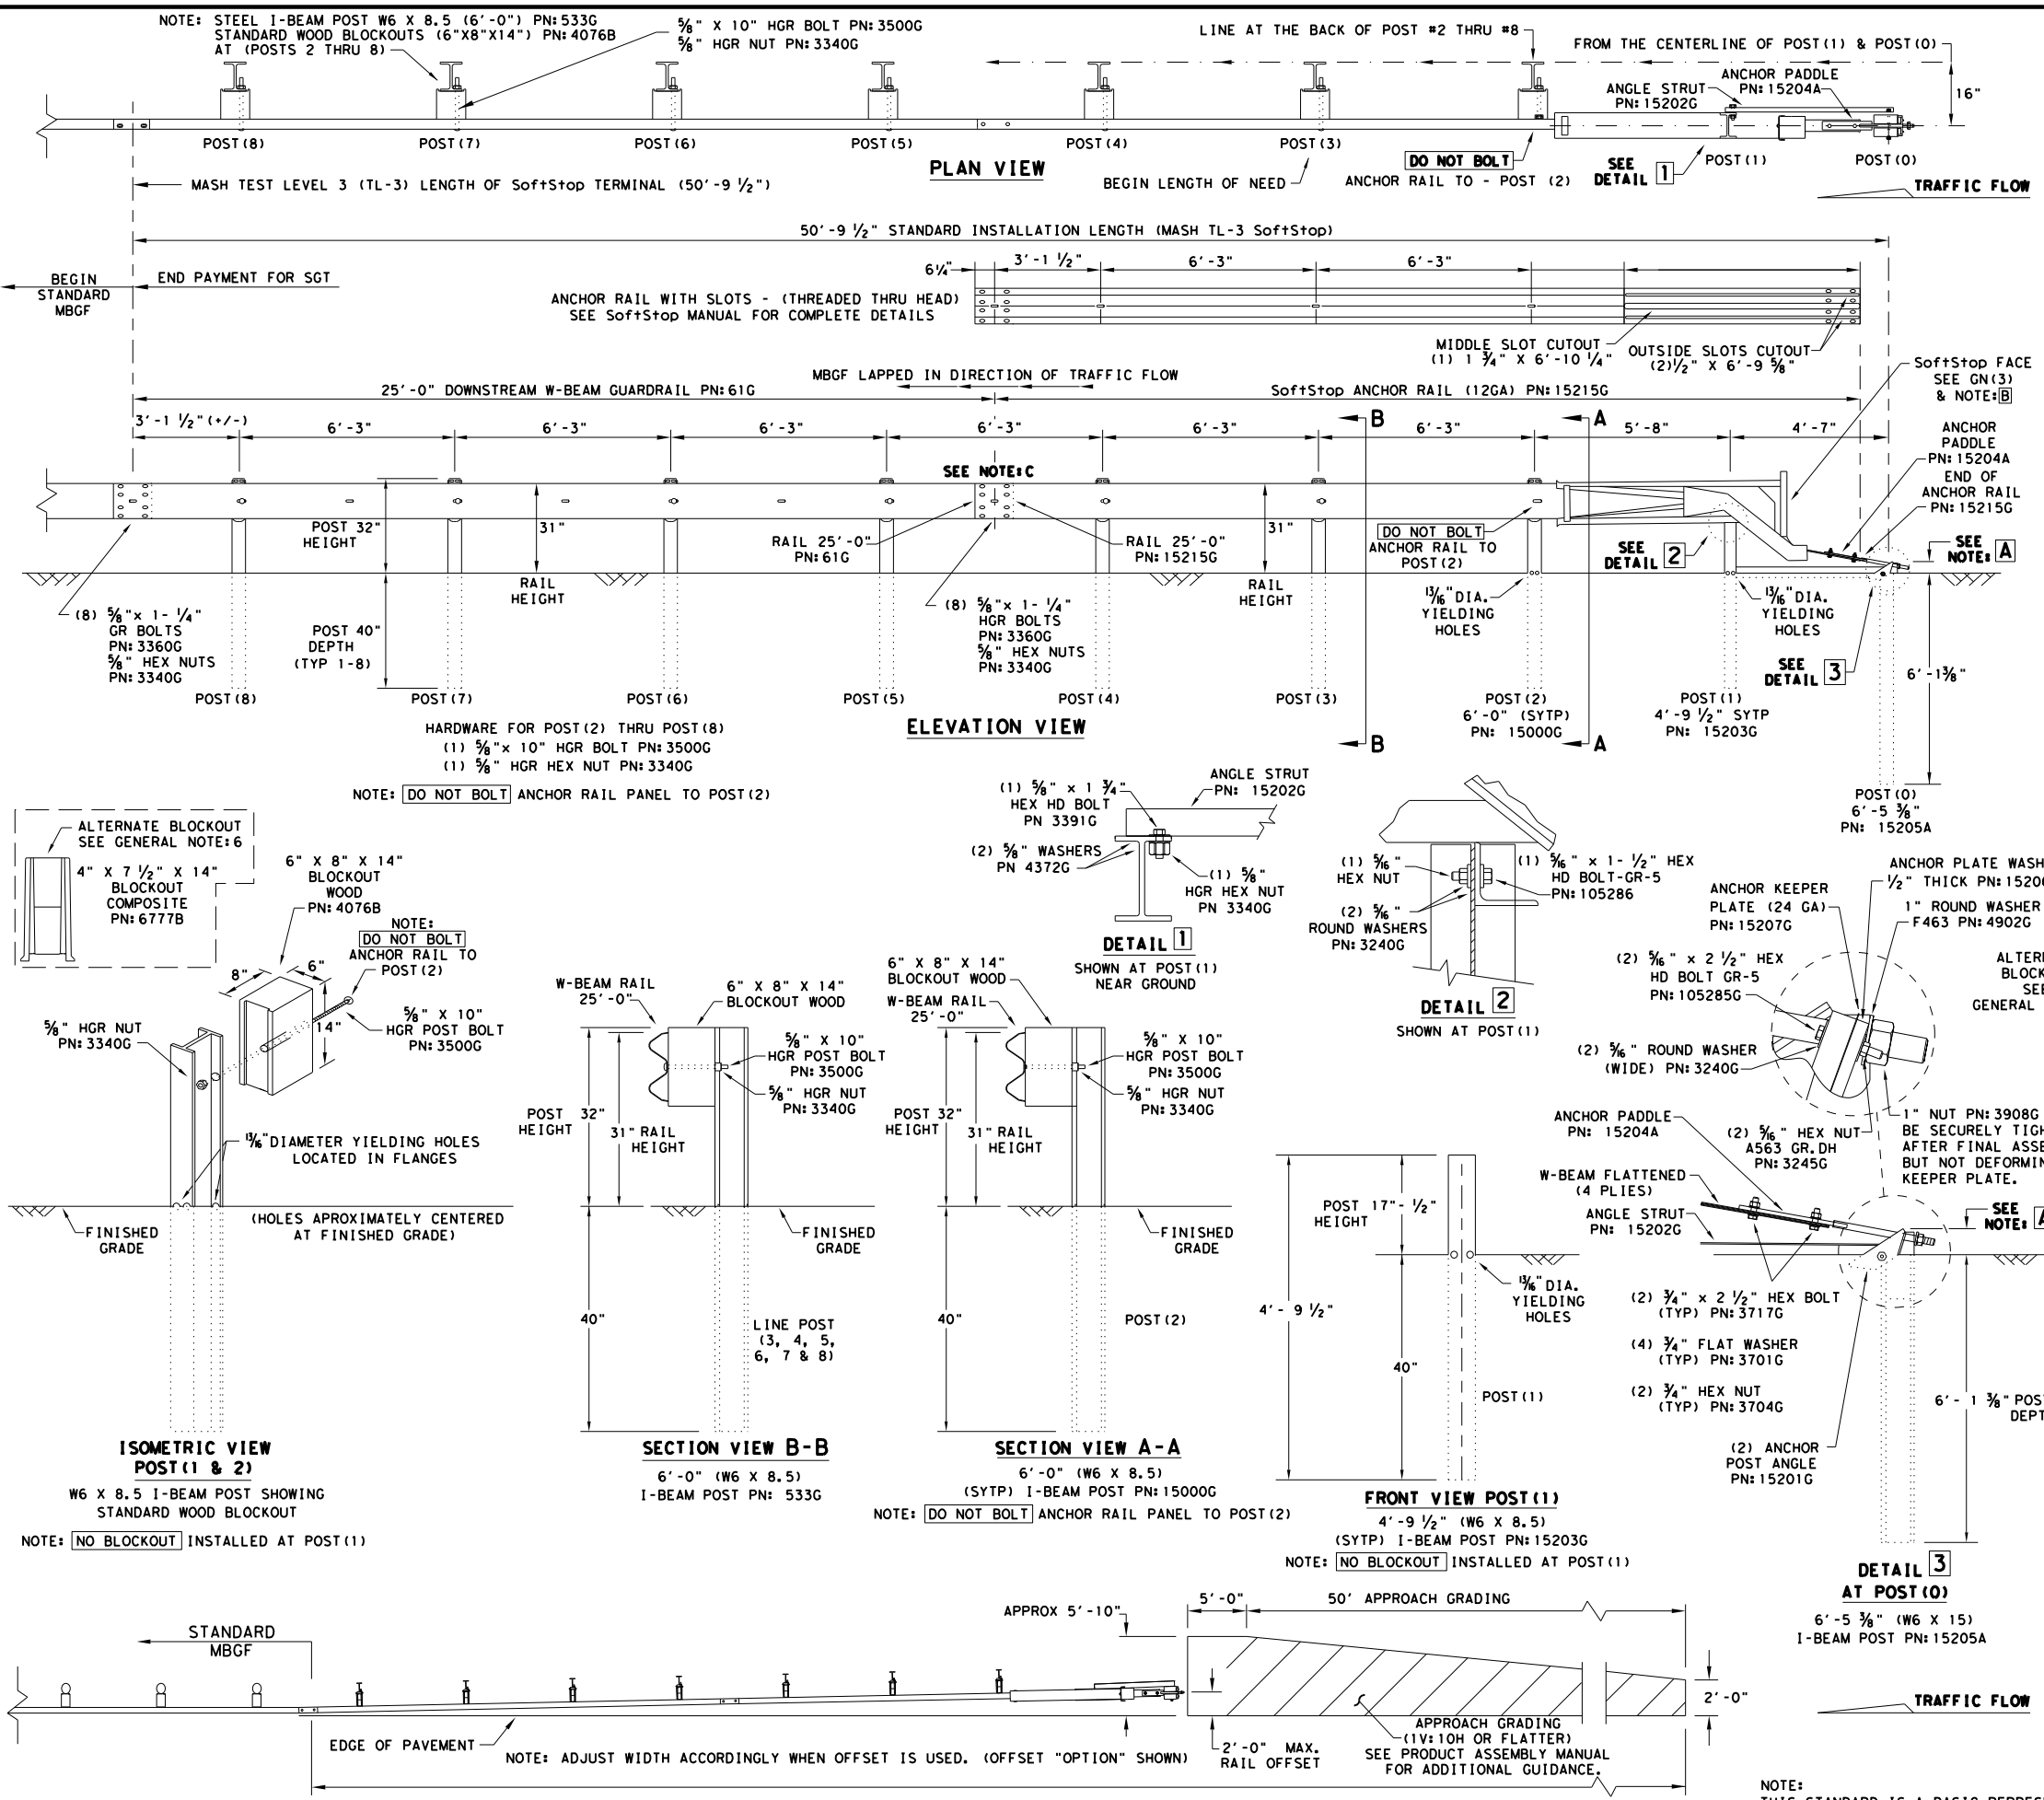 NOTE: STEEL I-BEAM POST W6 X 8.5 (6'-0") PN:533G
STANDARD WOOD BLOCKOUTS (6"X8"X14") PN:4076B
AT (POSTS 2 THRU 8)
⅝" X 10" HGR BOLT PN:3500G
⅝" HGR NUT PN:3340G
LINE AT THE BACK OF POST #2 THRU #8
FROM THE CENTERLINE OF POST(1) & POST(0)
ANGLE STRUT
PN:15202G
ANCHOR PADDLE
PN:15204A
16"
POST(8)
POST(7)
POST(6)
POST(5)
POST(4)
POST(3)
DO NOT BOLT
ANCHOR RAIL TO - POST (2)
SEE
DETAIL 1
POST(1)
POST(0)
PLAN VIEW
MASH TEST LEVEL 3 (TL-3) LENGTH OF SoftStop TERMINAL (50'-9 ½")
BEGIN LENGTH OF NEED
TRAFFIC FLOW
50'-9 ½" STANDARD INSTALLATION LENGTH (MASH TL-3 SoftStop)
BEGIN
STANDARD
MBGF
END PAYMENT FOR SGT
6¼"
3'-1 ½"
6'-3"
6'-3"
ANCHOR RAIL WITH SLOTS - (THREADED THRU HEAD)
SEE SoftStop MANUAL FOR COMPLETE DETAILS
MIDDLE SLOT CUTOUT
(1) 1 ¾" X 6'-10 ¼"
OUTSIDE SLOTS CUTOUT
(2)½" X 6'-9 ⅝"
SoftStop FACE
SEE GN(3)
& NOTE:B
MBGF LAPPED IN DIRECTION OF TRAFFIC FLOW
25'-0" DOWNSTREAM W-BEAM GUARDRAIL PN:61G
SoftStop ANCHOR RAIL (12GA) PN:15215G
3'-1 ½"(+/-)
6'-3"
6'-3"
6'-3"
6'-3"
6'-3"
6'-3"
5'-8"
4'-7"
B
A
ANCHOR
PADDLE
PN:15204A
END OF
ANCHOR RAIL
PN:15215G
SEE NOTE:C
POST 32"
HEIGHT
31"
RAIL
HEIGHT
RAIL 25'-0"
PN:61G
RAIL 25'-0"
PN:15215G
31"
RAIL
HEIGHT
DO NOT BOLT
ANCHOR RAIL TO
POST(2)
SEE
DETAIL 2
SEE
NOTE: A
(8) ⅝"x 1- ¼"
GR BOLTS
PN:3360G
⅝" HEX NUTS
PN:3340G
POST 40"
DEPTH
(TYP 1-8)
(8) ⅝"x 1- ¼"
HGR BOLTS
PN:3360G
⅝" HEX NUTS
PN:3340G
13/16" DIA.
YIELDING
HOLES
13/16" DIA.
YIELDING
HOLES
SEE
DETAIL 3
6'-1⅜"
POST(8)
POST(7)
POST(6)
POST(5)
POST(4)
POST(3)
POST(2)
6'-0" (SYTP)
PN: 15000G
POST(1)
4'-9 ½" SYTP
PN: 15203G
B
A
HARDWARE FOR POST(2) THRU POST(8)
(1) ⅝"x 10" HGR BOLT PN:3500G
(1) ⅝" HGR HEX NUT PN:3340G
NOTE: DO NOT BOLT ANCHOR RAIL PANEL TO POST(2)
ELEVATION VIEW
POST(0)
6'-5 ⅜"
PN: 15205A
ALTERNATE BLOCKOUT
SEE GENERAL NOTE:6
4" X 7 ½" X 14"
BLOCKOUT
COMPOSITE
PN:6777B
6" X 8" X 14"
BLOCKOUT
WOOD
PN:4076B
NOTE:
DO NOT BOLT
ANCHOR RAIL TO
POST(2)
8"
6"
14"
⅝" X 10"
HGR POST BOLT
PN:3500G
⅝" HGR NUT
PN:3340G
13/16"DIAMETER YIELDING HOLES
LOCATED IN FLANGES
FINISHED
GRADE
(HOLES APROXIMATELY CENTERED
AT FINISHED GRADE)
ISOMETRIC VIEW
POST(1 & 2)
W6 X 8.5 I-BEAM POST SHOWING
STANDARD WOOD BLOCKOUT
NOTE: NO BLOCKOUT INSTALLED AT POST(1)
(1) ⅝" x 1 ¾"
HEX HD BOLT
PN 3391G
ANGLE STRUT
PN: 15202G
(2) ⅝" WASHERS
PN 4372G
(1) ⅝"
HGR HEX NUT
PN 3340G
DETAIL 1
SHOWN AT POST(1)
NEAR GROUND
(1) 5/16"
HEX NUT
(1) 5/16" x 1- ½" HEX
HD BOLT-GR-5
PN:105286
(2) 5/16"
ROUND WASHERS
PN:3240G
DETAIL 2
SHOWN AT POST(1)
ANCHOR PLATE WASH
½" THICK PN:1520
ANCHOR KEEPER
PLATE (24 GA)
PN:15207G
1" ROUND WASHER
F463 PN:4902G
(2) 5/16" x 2 ½" HEX
HD BOLT GR-5
PN:105285G
ALTER
BLOCK
SEE
GENERAL
(2) 5/16" ROUND WASHER
(WIDE) PN:3240G
(2) 5/16" HEX NUT
A563 GR.DH
PN:3245G
1" NUT PN:3908G
BE SECURELY TIGH
AFTER FINAL ASSE
BUT NOT DEFORMIN
KEEPER PLATE.
W-BEAM RAIL
25'-0"
6" X 8" X 14"
BLOCKOUT WOOD
⅝" X 10"
HGR POST BOLT
PN:3500G
⅝" HGR NUT
PN:3340G
POST 32"
HEIGHT
31" RAIL
HEIGHT
FINISHED
GRADE
40"
LINE POST
(3, 4, 5,
6, 7 & 8)
SECTION VIEW B-B
6'-0" (W6 X 8.5)
I-BEAM POST PN: 533G
6" X 8" X 14"
BLOCKOUT WOOD
W-BEAM RAIL
25'-0"
⅝" X 10"
HGR POST BOLT
PN:3500G
⅝" HGR NUT
PN:3340G
POST 32"
HEIGHT
31" RAIL
HEIGHT
FINISHED
GRADE
40"
POST(2)
SECTION VIEW A-A
6'-0" (W6 X 8.5)
(SYTP) I-BEAM POST PN:15000G
NOTE: DO NOT BOLT ANCHOR RAIL PANEL TO POST(2)
POST 17"- ½"
HEIGHT
4'- 9 ½"
40"
13/16" DIA.
YIELDING
HOLES
POST(1)
FRONT VIEW POST(1)
4'-9 ½" (W6 X 8.5)
(SYTP) I-BEAM POST PN:15203G
NOTE: NO BLOCKOUT INSTALLED AT POST(1)
ANCHOR PADDLE
PN: 15204A
W-BEAM FLATTENED
(4 PLIES)
ANGLE STRUT
PN: 15202G
SEE
NOTE: A
(2) ¾" x 2 ½" HEX BOLT
(TYP) PN:3717G
(4) ¾" FLAT WASHER
(TYP) PN:3701G
(2) ¾" HEX NUT
(TYP) PN:3704G
(2) ANCHOR
POST ANGLE
PN:15201G
6'- 1 ⅜" POS
DEPT
DETAIL 3
AT POST(0)
6'-5 ⅜" (W6 X 15)
I-BEAM POST PN:15205A
STANDARD
MBGF
APPROX 5'-10"
5'-0"
50' APPROACH GRADING
2'-0"
TRAFFIC FLOW
EDGE OF PAVEMENT
NOTE: ADJUST WIDTH ACCORDINGLY WHEN OFFSET IS USED. (OFFSET "OPTION" SHOWN)
2'-0" MAX.
RAIL OFFSET
APPROACH GRADING
(1V:10H OR FLATTER)
SEE PRODUCT ASSEMBLY MANUAL
FOR ADDITIONAL GUIDANCE.
NOTE: